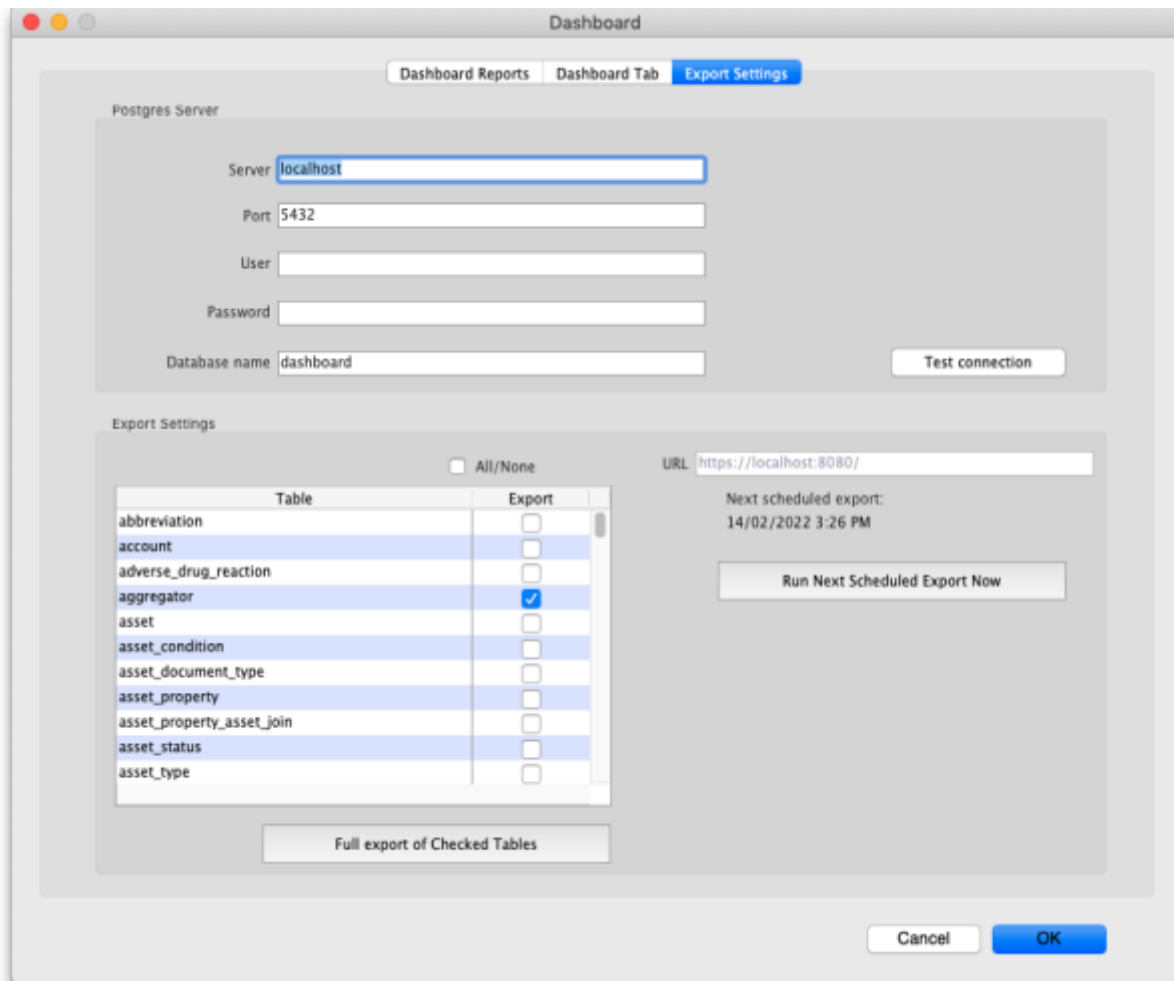 Dashboard
Dashboard Reports Dashboard Tab Export Settings
Postgres Server
Server localhost
Port 5432
User
Password
Database name dashboard Test connection
Export Settings
All/None URL https://localhost:8080/
Table Export Next scheduled export:
abbreviation 14/02/2022 3:26 PM
account
adverse_drug_reaction Run Next Scheduled Export Now
aggregator
asset
asset_condition
asset_document_type
asset_property
asset_property_asset_join
asset_status
asset_type
Full export of Checked Tables
Cancel OK